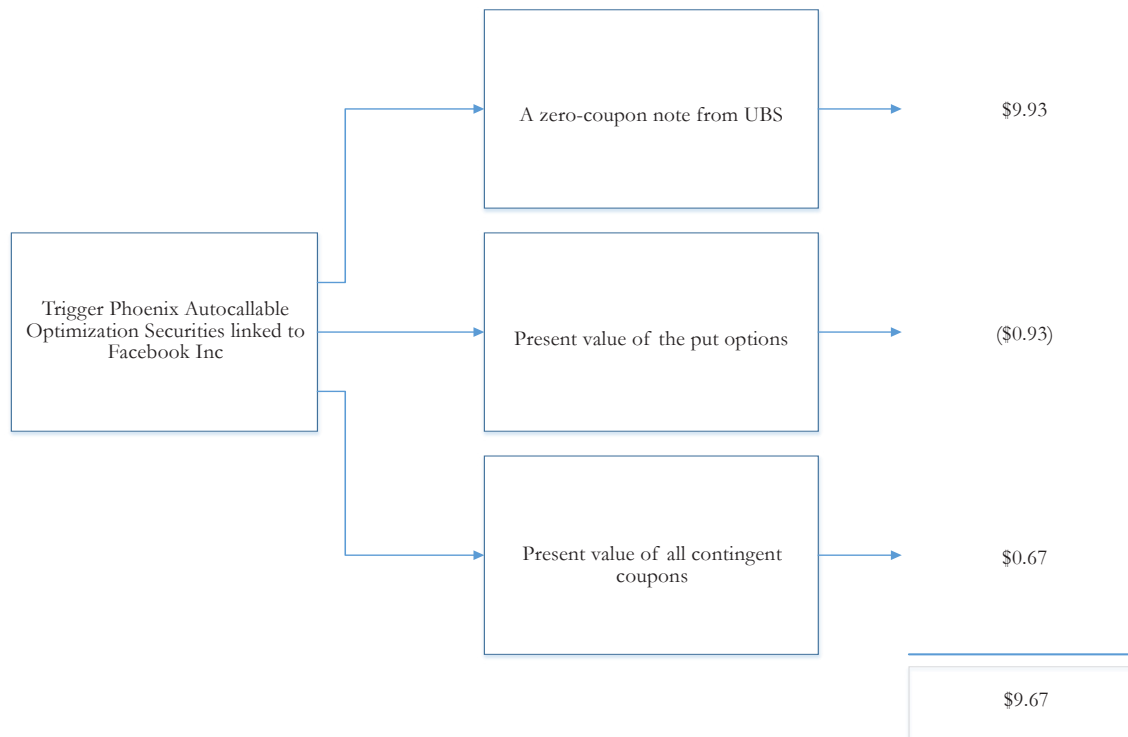 A zero-coupon note from UBS
$9.93
Trigger Phoenix Autocallable
Optimization Securities linked to
Facebook Inc
Present value of the put options
($0.93)
Present value of all contingent
coupons
$0.67
$9.67